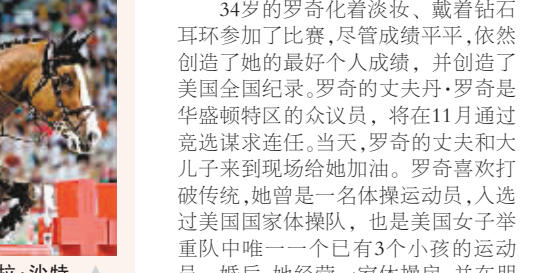 34岁的罗奇化着淡妆、戴着钻石
耳环参加了比赛,尽管成绩平平,依然
创造了她的最好个人成绩，并创造了
美国全国纪录。罗奇的丈夫丹·罗奇是
华盛顿特区的众议员，将在11月通过
竞选谋求连任。当天,罗奇的丈夫和大
儿子来到现场给她加油。罗奇喜欢打
破传统,她曾是一名体操运动员,入选
过美国国家体操队，也是美国女子举
重队中唯一一个已有3个小孩的运动